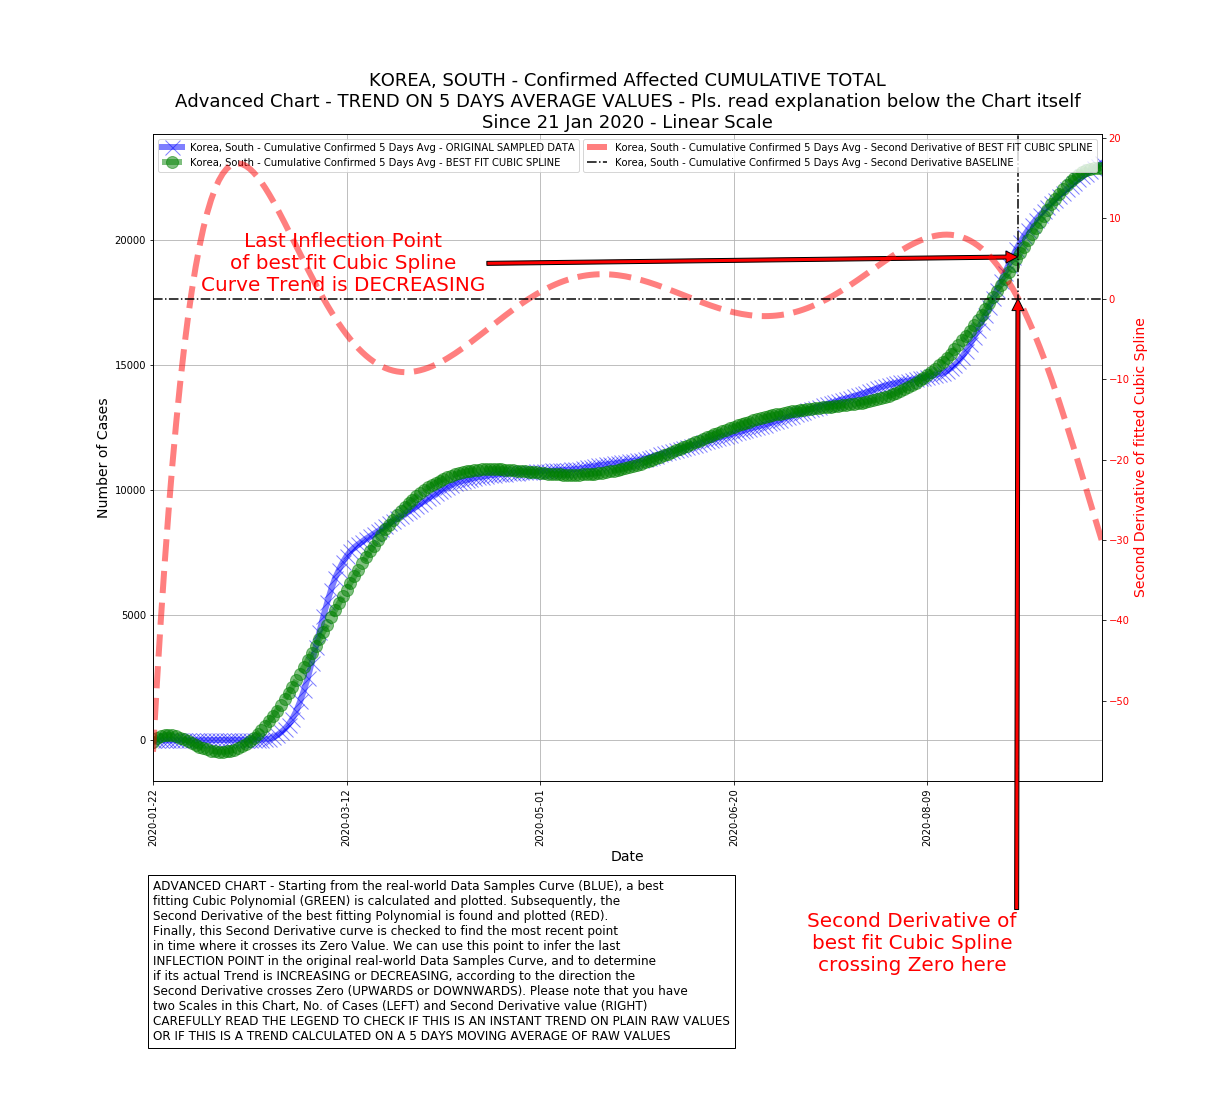 KOREA, SOUTH - Confirmed Affected CUMULATIVE TOTAL
Advanced Chart - TREND ON 5 DAYS AVERAGE VALUES - Pls. read explanation below the Chart itself
Since 21 Jan 2020 - Linear Scale
Korea, South - Cumulative Confirmed 5 Days Avg - ORIGINAL SAMPLED DATA
Korea, South - Cumulative Confirmed 5 Days Avg - BEST FIT CUBIC SPLINE
Korea, South - Cumulative Confirmed 5 Days Avg - Second Derivative of BEST FIT CUBIC SPLINE
Korea, South - Cumulative Confirmed 5 Days Avg - Second Derivative BASELINE
Last Inflection Point
of best fit Cubic Spline
Curve Trend is DECREASING
Number of Cases
20000
15000
10000
5000
0
20
10
0
−10
−20
−30
−40
−50
Second Derivative of fitted Cubic Spline
2020-01-22
2020-03-12
2020-05-01
2020-06-20
2020-08-09
Date
Second Derivative of
best fit Cubic Spline
crossing Zero here
ADVANCED CHART - Starting from the real-world Data Samples Curve (BLUE), a best
fitting Cubic Polynomial (GREEN) is calculated and plotted. Subsequently, the
Second Derivative of the best fitting Polynomial is found and plotted (RED).
Finally, this Second Derivative curve is checked to find the most recent point
in time where it crosses its Zero Value. We can use this point to infer the last
INFLECTION POINT in the original real-world Data Samples Curve, and to determine
if its actual Trend is INCREASING or DECREASING, according to the direction the
Second Derivative crosses Zero (UPWARDS or DOWNWARDS). Please note that you have
two Scales in this Chart, No. of Cases (LEFT) and Second Derivative value (RIGHT)
CAREFULLY READ THE LEGEND TO CHECK IF THIS IS AN INSTANT TREND ON PLAIN RAW VALUES
OR IF THIS IS A TREND CALCULATED ON A 5 DAYS MOVING AVERAGE OF RAW VALUES